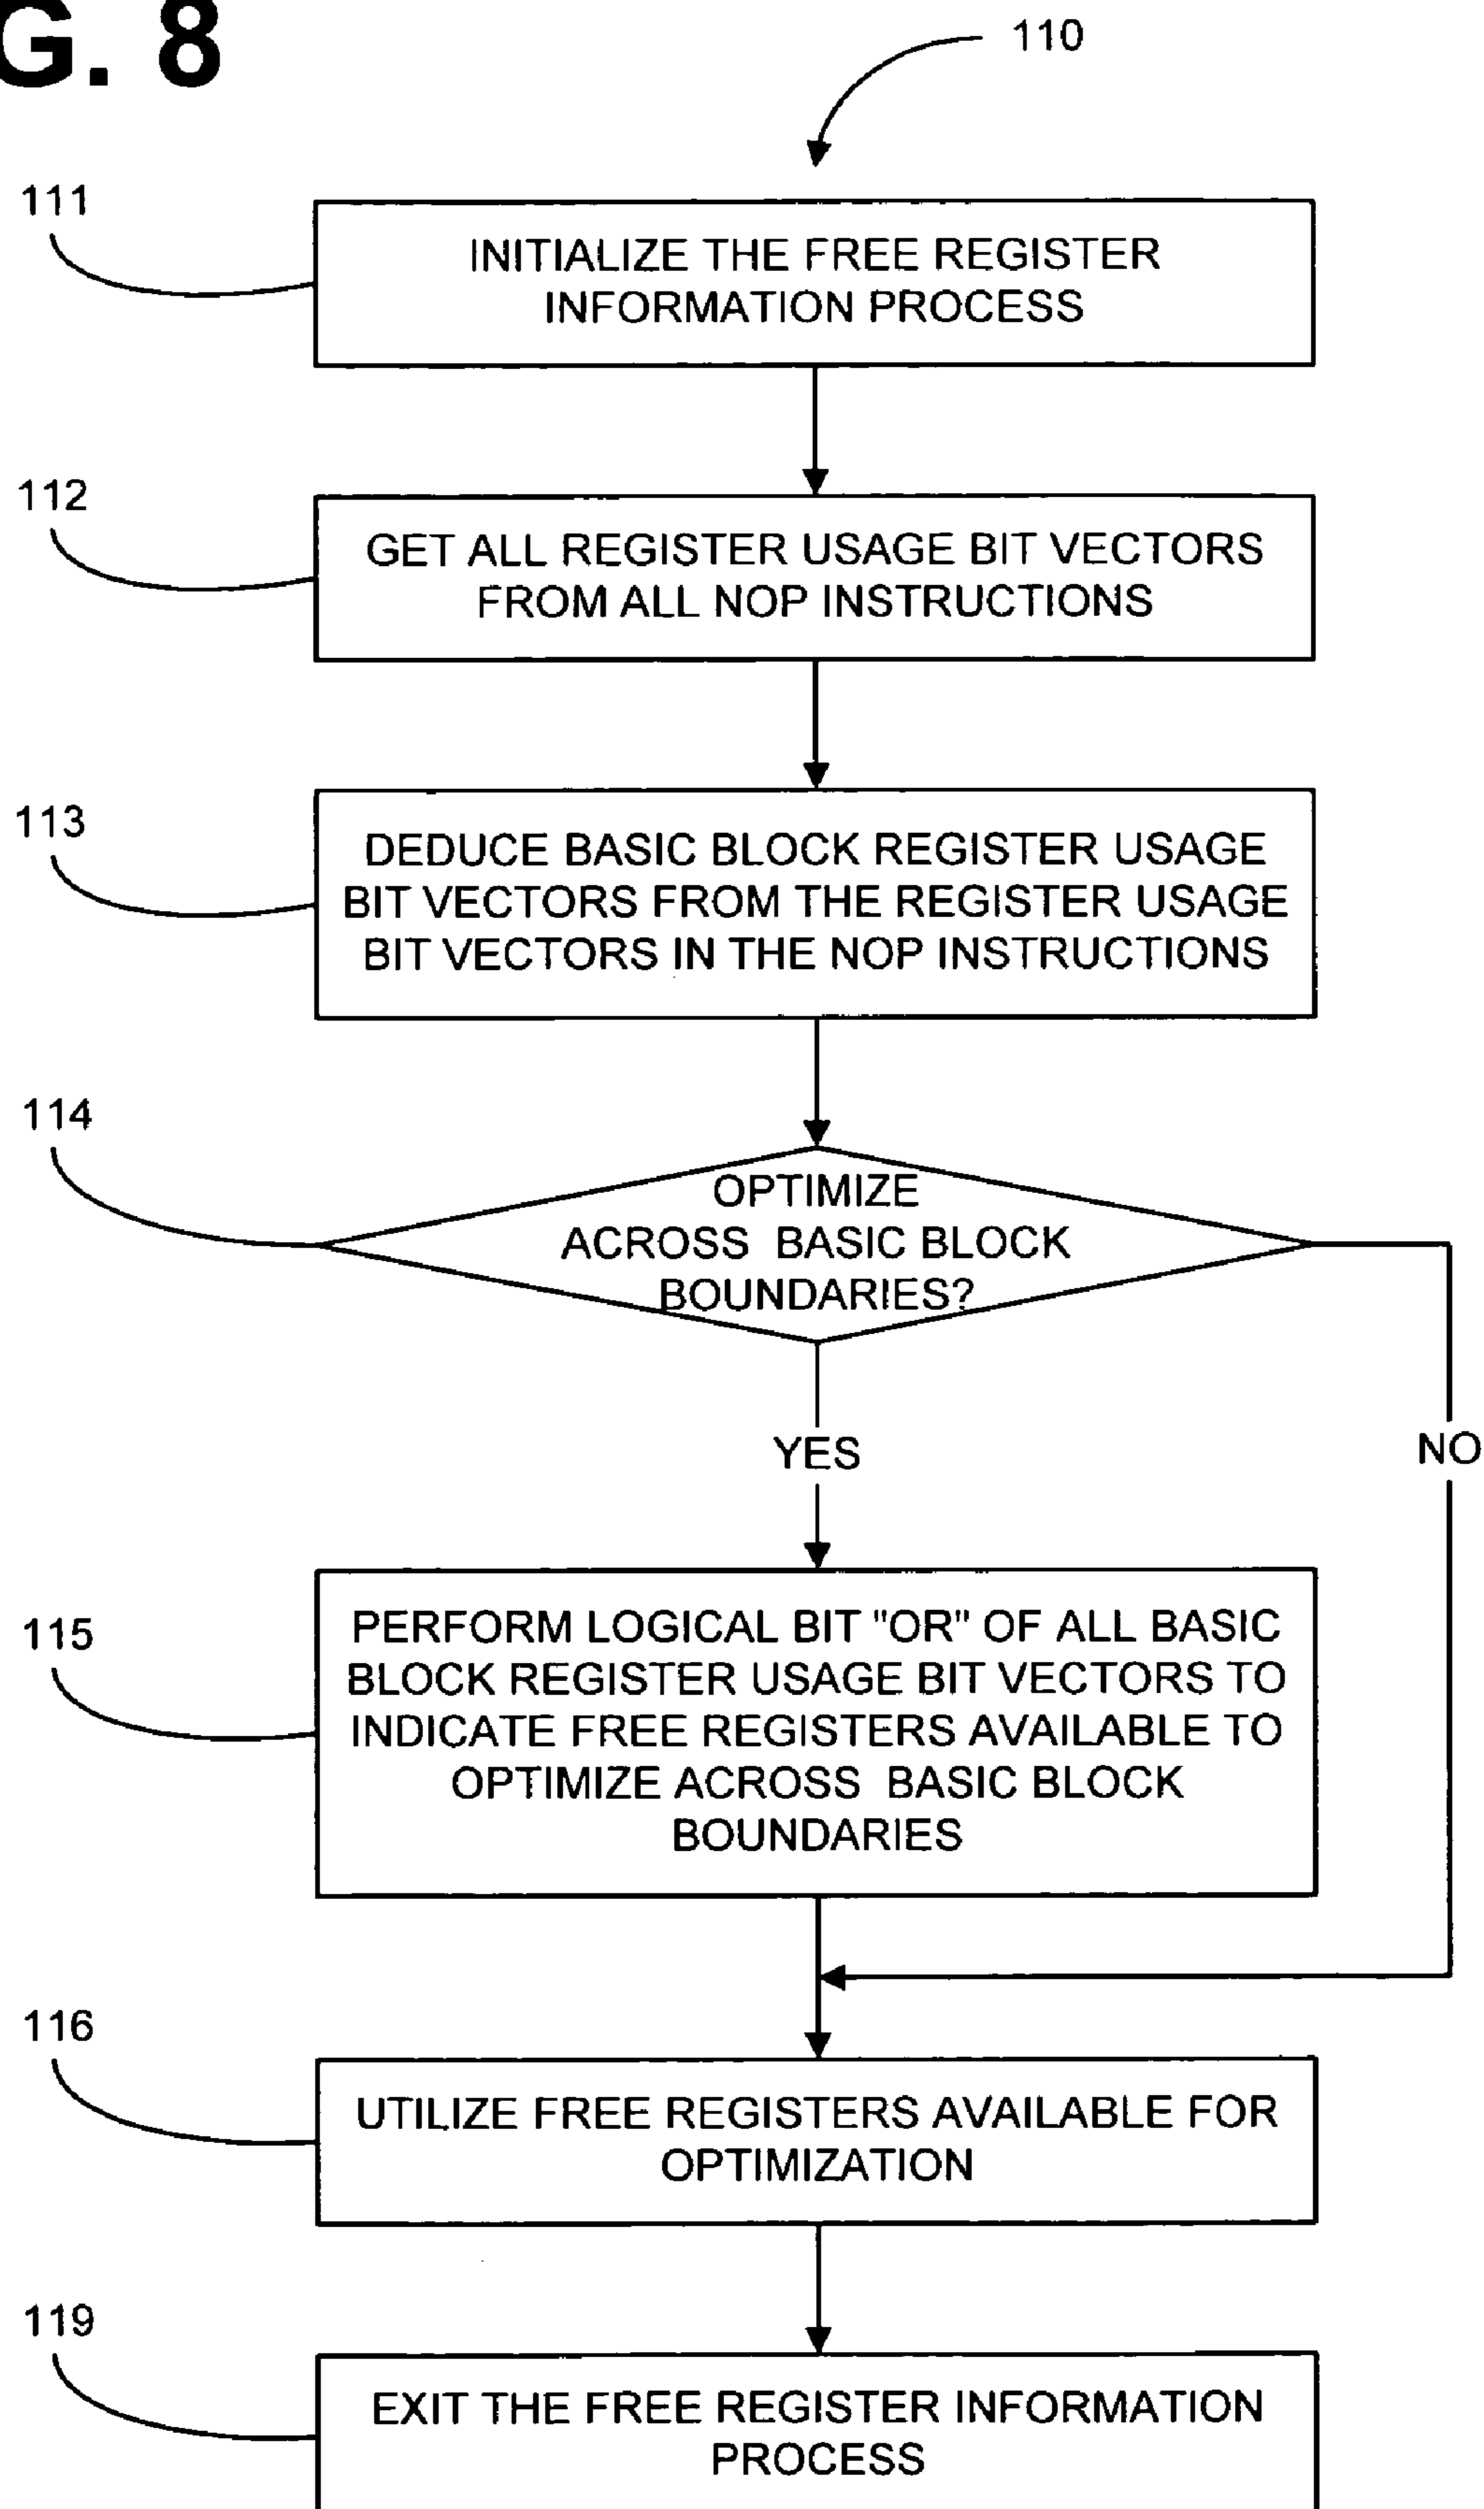 G. 8
110
111
INITIALIZE THE FREE REGISTER
INFORMATION PROCESS
112
GET ALL REGISTER USAGE BIT VECTORS
FROM ALL NOP INSTRUCTIONS
113
DEDUCE BASIC BLOCK REGISTER USAGE
BIT VECTORS FROM THE REGISTER USAGE
BIT VECTORS IN THE NOP INSTRUCTIONS
114
OPTIMIZE
ACROSS BASIC BLOCK
BOUNDARIES?
YES
NO
115
PERFORM LOGICAL BIT "OR" OF ALL BASIC
BLOCK REGISTER USAGE BIT VECTORS TO
INDICATE FREE REGISTERS AVAILABLE TO
OPTIMIZE ACROSS BASIC BLOCK
BOUNDARIES
116
UTILIZE FREE REGISTERS AVAILABLE FOR
OPTIMIZATION
119
EXIT THE FREE REGISTER INFORMATION
PROCESS